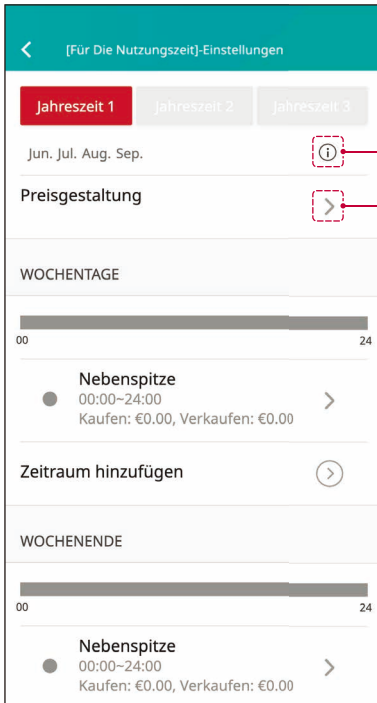 [Für Die Nutzungszeit]-Einstellungen
Jahreszeit 1 Jahreszeit 2 Jahreszeit 3
Jun. Jul. Aug. Sep.
Preisgestaltung
WOCHENTAGE
00 24
Nebenspitze
00:00~24:00
Kaufen: €0.00, Verkaufen: €0.00
Zeitraum hinzufügen
WOCHENENDE
00 24
Nebenspitze
00:00~24:00
Kaufen: €0.00, Verkaufen: €0.00